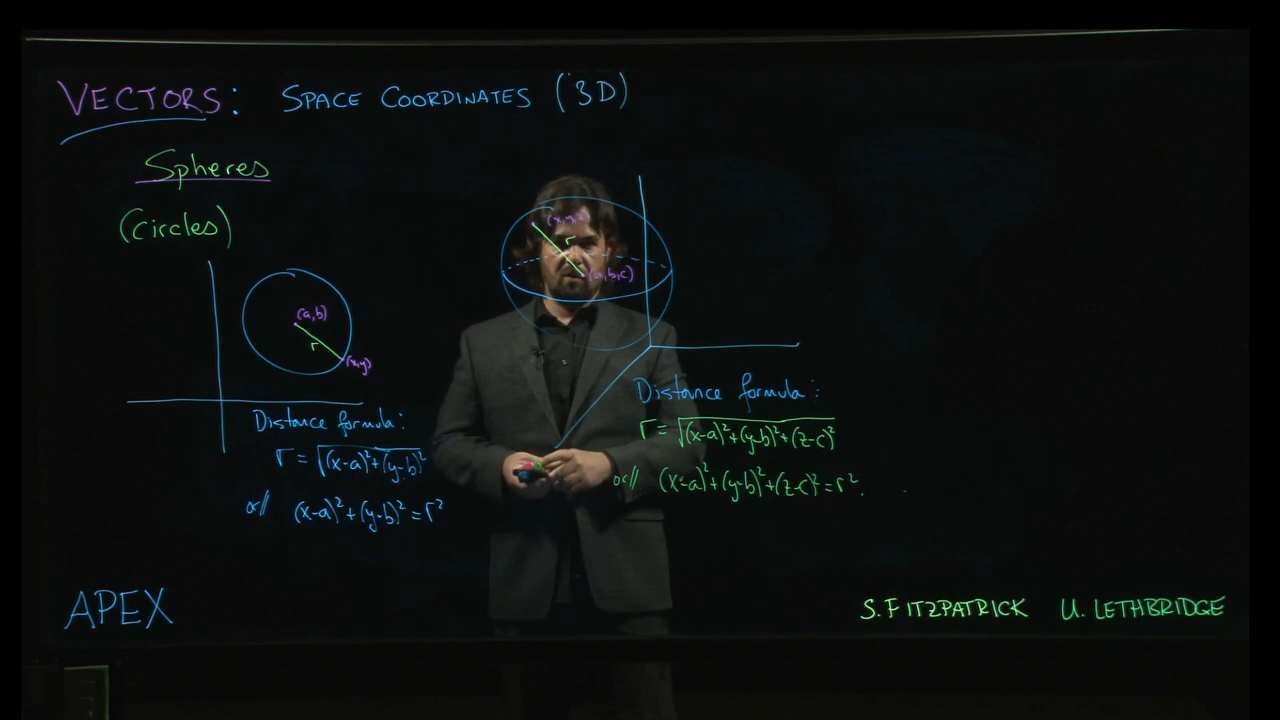 VECTORS: SPACE COORDINATES (3D)
Spheres
(circles)
(a,b)
r
(x,y)
Distance formula:
r = √(x-a)²+(y-b)²
or// (x-a)²+(y-b)² = r²
(x,y,z)
r
(a,b,c)
Distance formula:
r = √(x-a)²+(y-b)²+(z-c)²
or// (x-a)²+(y-b)²+(z-c)² = r².
APEX
S. FITZPATRICK U. LETHBRIDGE